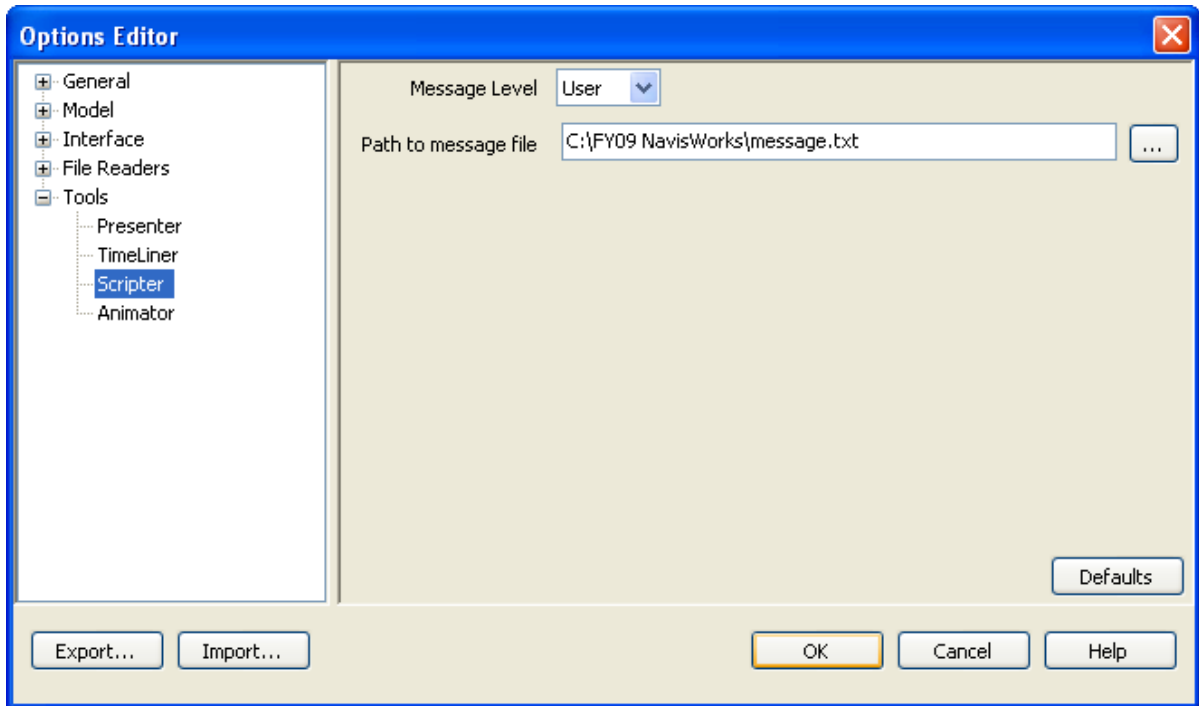 Options Editor
General
Model
Interface
File Readers
Tools
Presenter
TimeLiner
Scripter
Animator
Message Level User
Path to message file C:\FY09 NavisWorks\message.txt ...
Defaults
Export... Import... OK Cancel Help